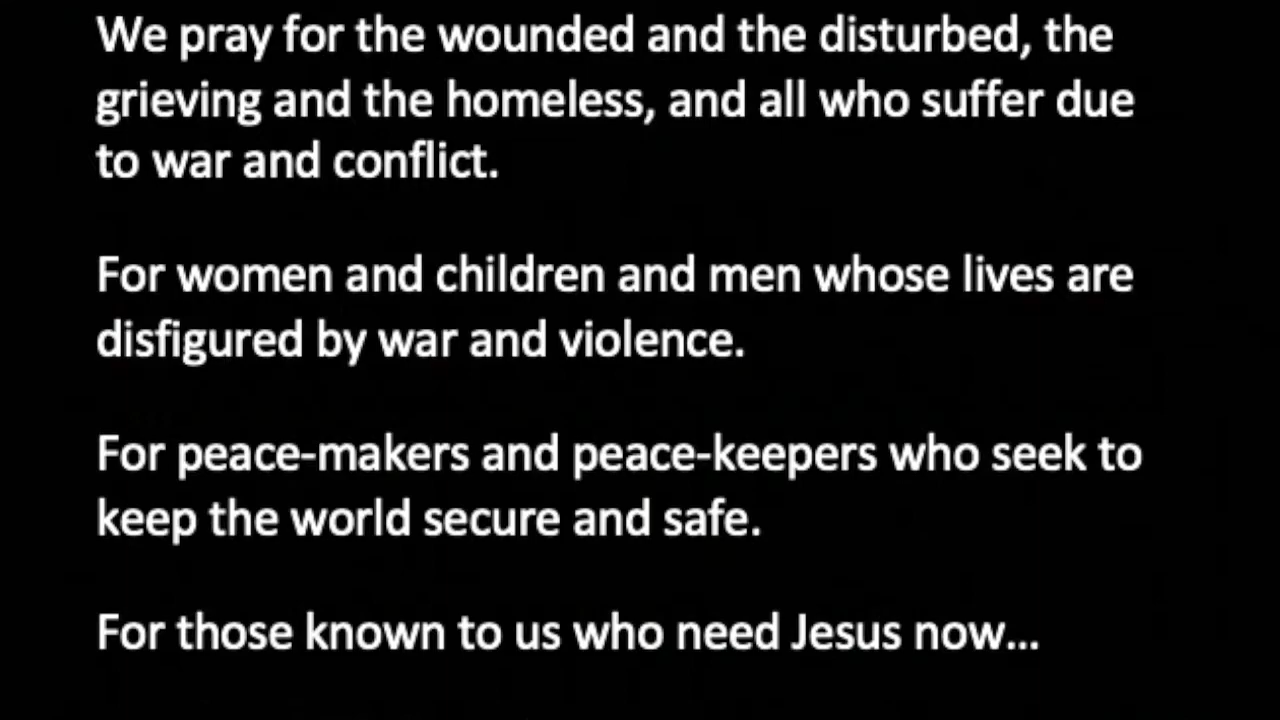 We pray for the wounded and the disturbed, the
grieving and the homeless, and all who suffer due
to war and conflict.
For women and children and men whose lives are
disfigured by war and violence.
For peace-makers and peace-keepers who seek to
keep the world secure and safe.
For those known to us who need Jesus now...